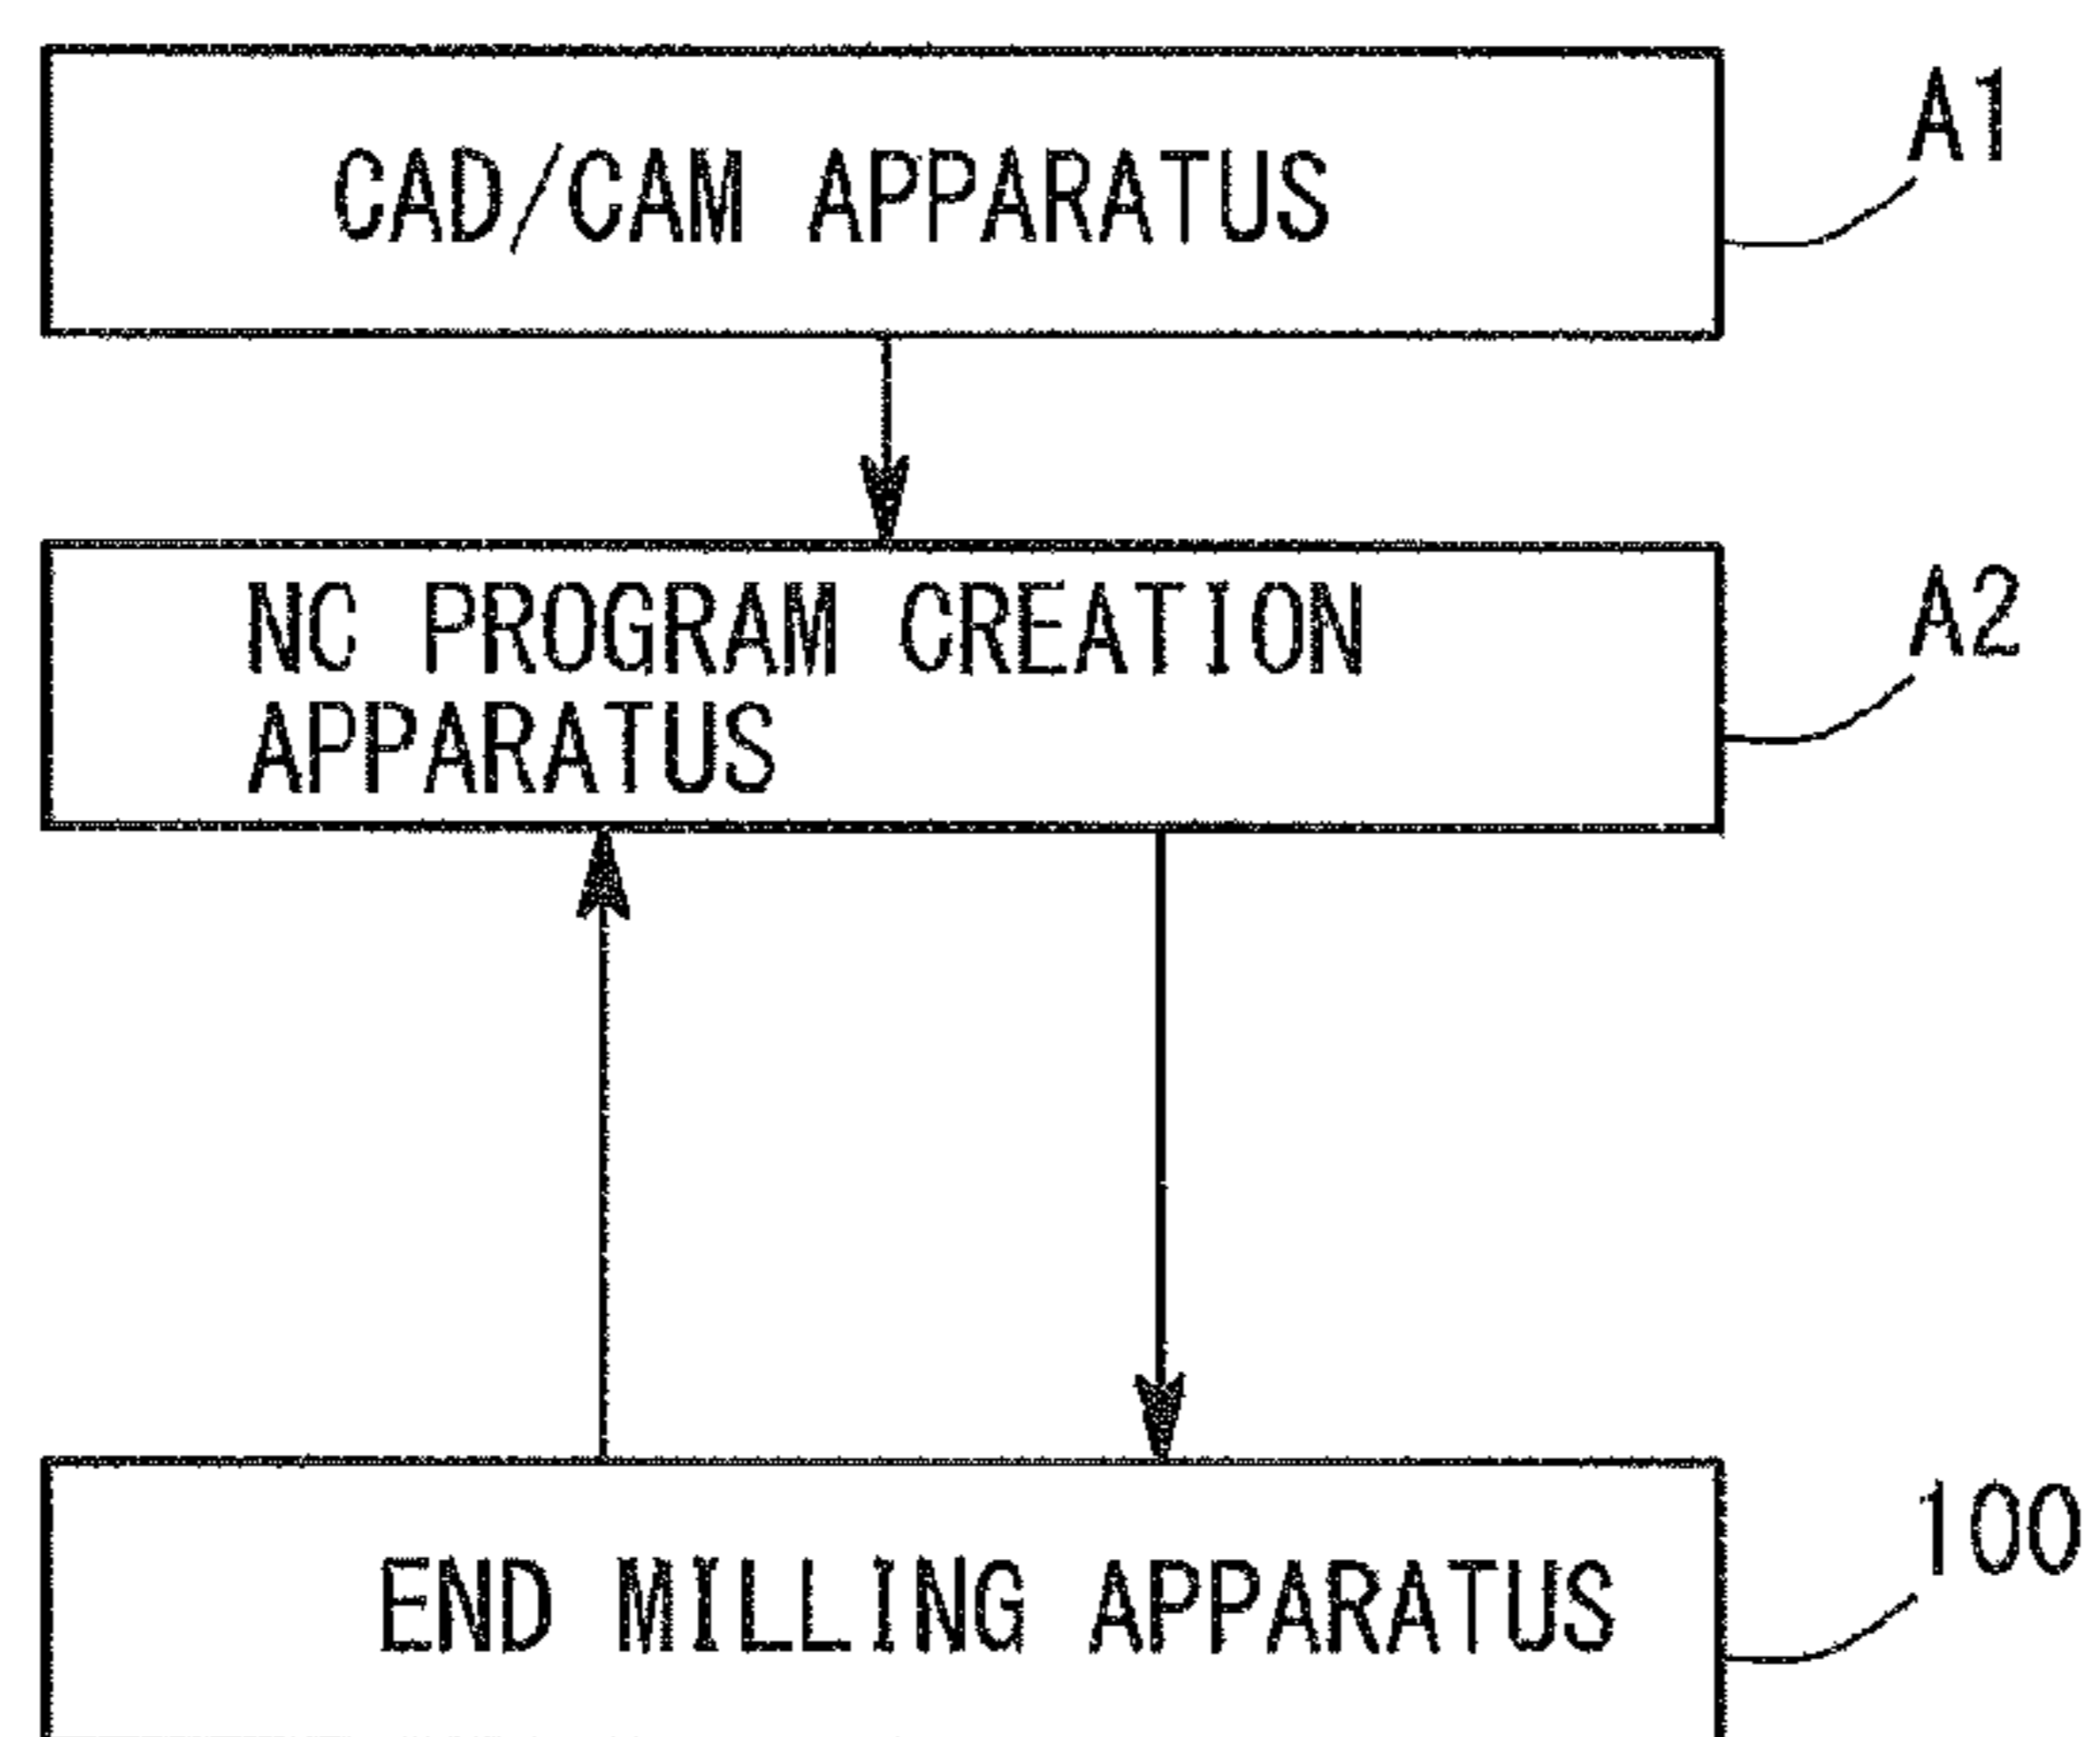 CAD/CAM APPARATUS
A1
NC PROGRAM CREATION
APPARATUS
A2
END MILLING APPARATUS
100